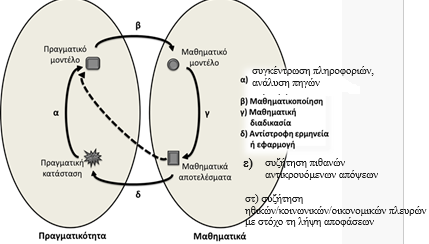 β
Πραγματικό
μοντέλο
Μαθηματικό
μοντέλο
α
γ
Πραγματική
κατάσταση
Μαθηματικά
αποτελέσματα
δ
Πραγματικότητα
Μαθηματικά
α) συγκέντρωση πληροφοριών,
ανάλυση πηγών
β) Μαθηματικοποίηση
γ) Μαθηματική
διαδικασία
δ) Αντίστροφη ερμηνεία
ή εφαρμογή
ε) συζήτηση πιθανών
αντικρουόμενων απόψεων
στ) συζήτηση
ηθικών/κοινωνικών/οικονομικών πλευρών
με στόχο τη λήψη αποφάσεων